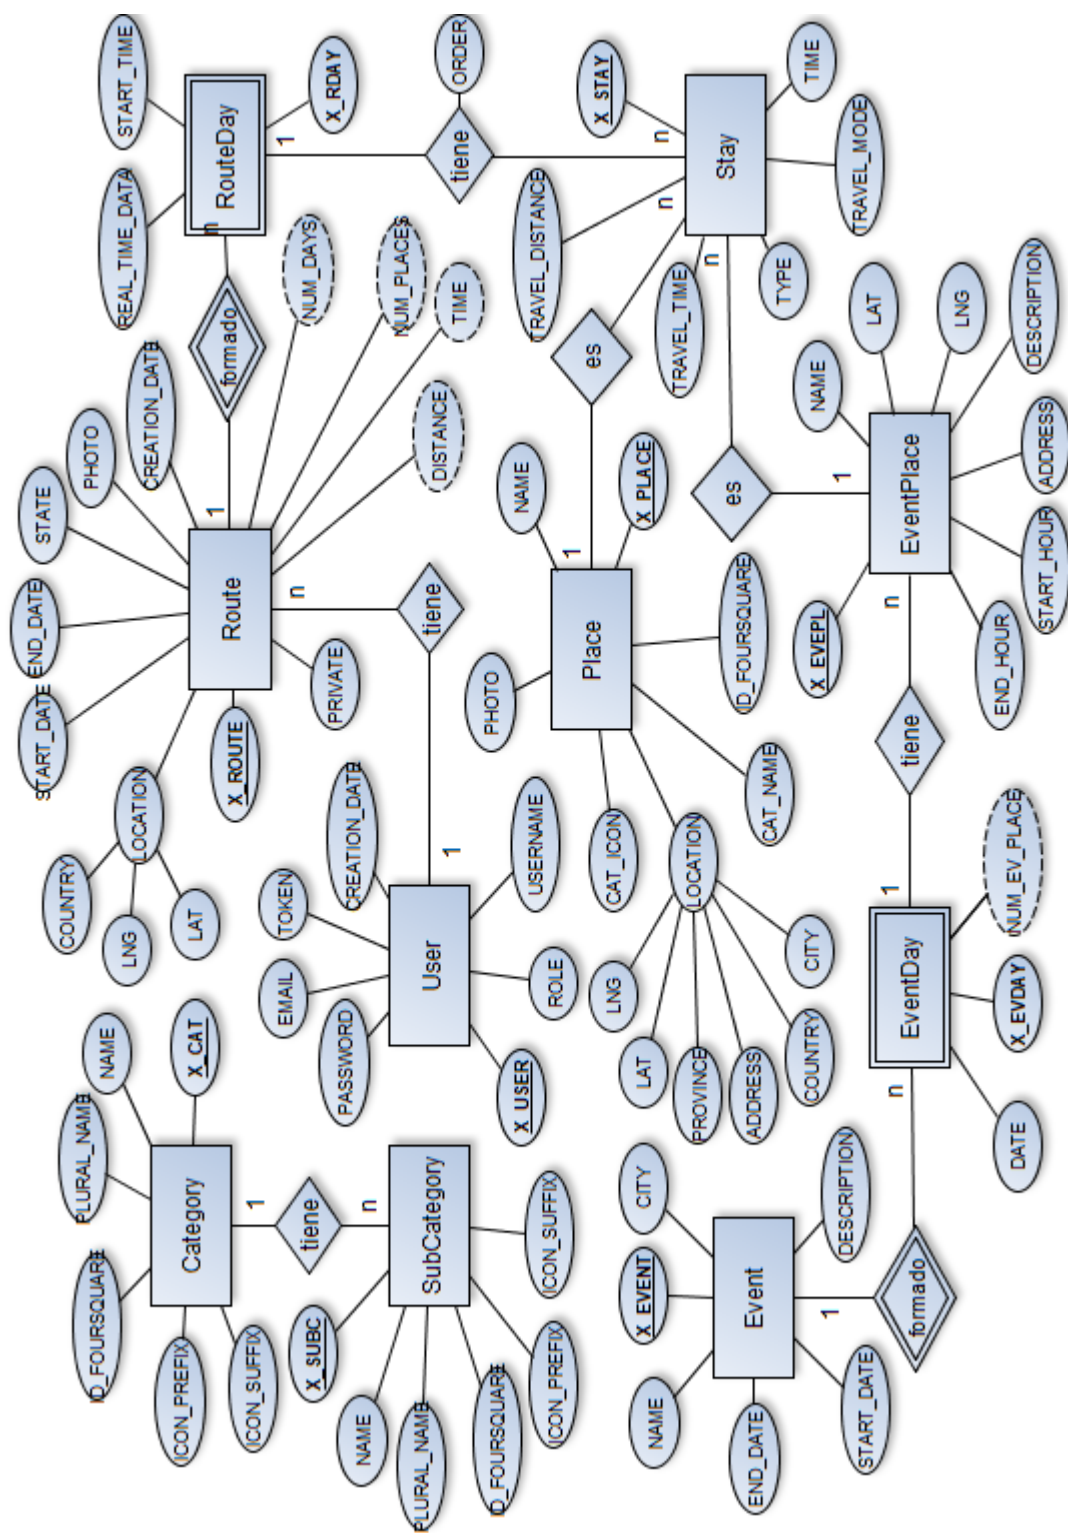 Category
NAME
PLURAL_NAME
X_CAT
ID_FOURSQUARE
ICON_PREFIX
ICON_SUFFIX
1
tiene
n
SubCategory
X_SUBC
NAME
PLURAL_NAME
ID_FOURSQUARE
ICON_PREFIX
ICON_SUFFIX
User
PASSWORD
EMAIL
TOKEN
CREATION_DATE
X_USER
ROLE
USERNAME
1
tiene
n
Route
COUNTRY
LNG
LAT
LOCATION
START_DATE
END_DATE
STATE
PHOTO
CREATION_DATE
X_ROUTE
PRIVATE
NUM_DAYS
NUM_PLACES
TIME
DISTANCE
1
formado
n
RouteDay
REAL_TIME_DATA
START_TIME
X_RDAY
1
tiene
ORDER
n
Stay
X_STAY
TIME
TRAVEL_MODE
TYPE
TRAVEL_TIME
TRAVEL_DISTANCE
n
es
1
n
es
1
Place
NAME
X_PLACE
PHOTO
ID_FOURSQUARE
CAT_ICON
CAT_NAME
LOCATION
LNG
LAT
PROVINCE
ADDRESS
COUNTRY
CITY
EventPlace
NAME
LAT
LNG
DESCRIPTION
ADDRESS
START_HOUR
END_HOUR
X_EVEPL
n
tiene
1
EventDay
NUM_EV_PLACE
X_EVDAY
DATE
n
formado
1
Event
CITY
X_EVENT
NAME
END_DATE
START_DATE
DESCRIPTION